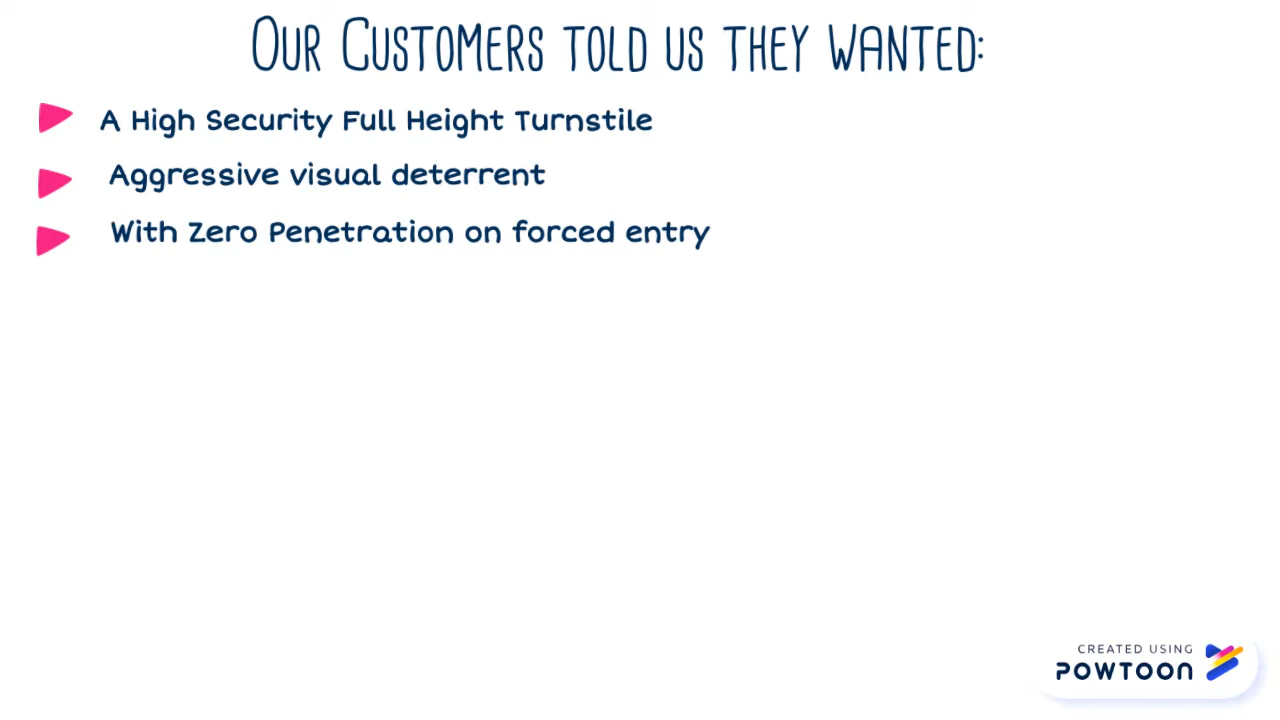 Our Customers told us they wanted:
A High Security Full Height Turnstile
Aggressive visual deterrent
With Zero Penetration on forced entry
CREATED USING
POWTOON